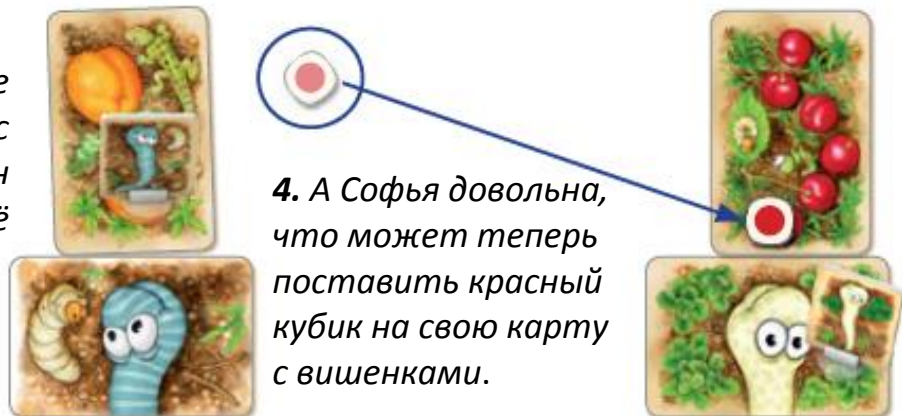 е
с
н
ё
4. А Софья довольна,
что может теперь
поставить красный
кубик на свою карту
с вишенками.